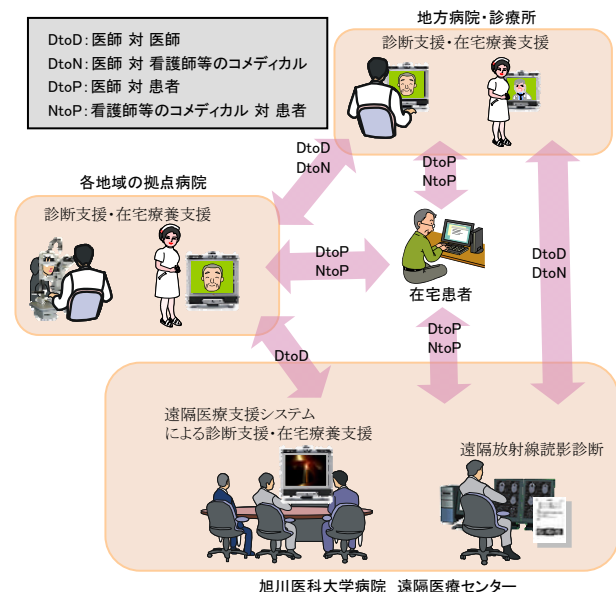 DtoD：医師 対 医師
DtoN：医師 対 看護師等のコメディカル
DtoP：医師 対 患者
NtoP：看護師等のコメディカル 対 患者
地方病院・診療所
診断支援・在宅療養支援
DtoD
DtoN
DtoP
NtoP
各地域の拠点病院
診断支援・在宅療養支援
DtoP
NtoP
在宅患者
DtoD
DtoN
DtoD
DtoP
NtoP
遠隔医療支援システム
による診断支援・在宅療養支援
遠隔放射線読影診断
旭川医科大学病院 遠隔医療センター